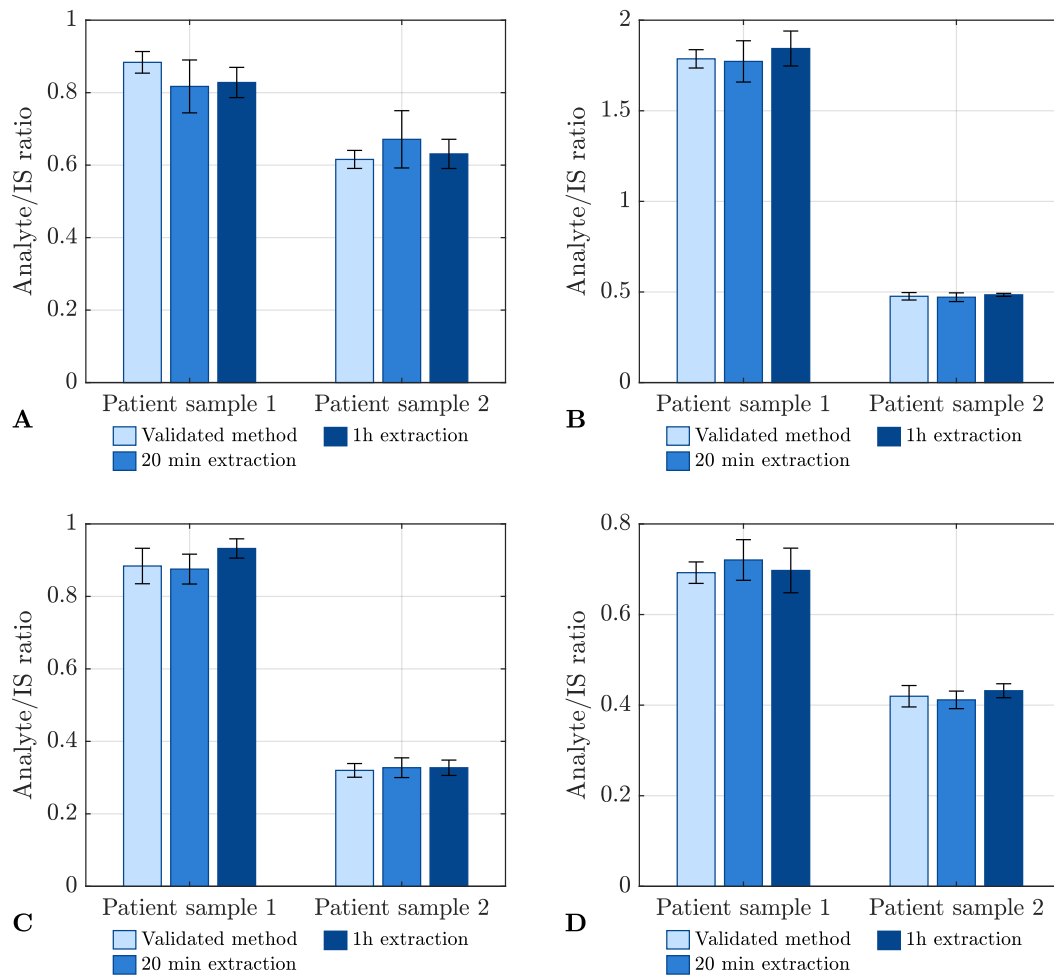 1
0.8
0.6
0.4
0.2
0
Analyte/IS ratio
Patient sample 1 Patient sample 2
A
Validated method 1h extraction
20 min extraction
2
1.5
1
0.5
0
Analyte/IS ratio
Patient sample 1 Patient sample 2
B
Validated method 1h extraction
20 min extraction
1
0.8
0.6
0.4
0.2
0
Analyte/IS ratio
Patient sample 1 Patient sample 2
C
Validated method 1h extraction
20 min extraction
0.8
0.6
0.4
0.2
0
Analyte/IS ratio
Patient sample 1 Patient sample 2
D
Validated method 1h extraction
20 min extraction